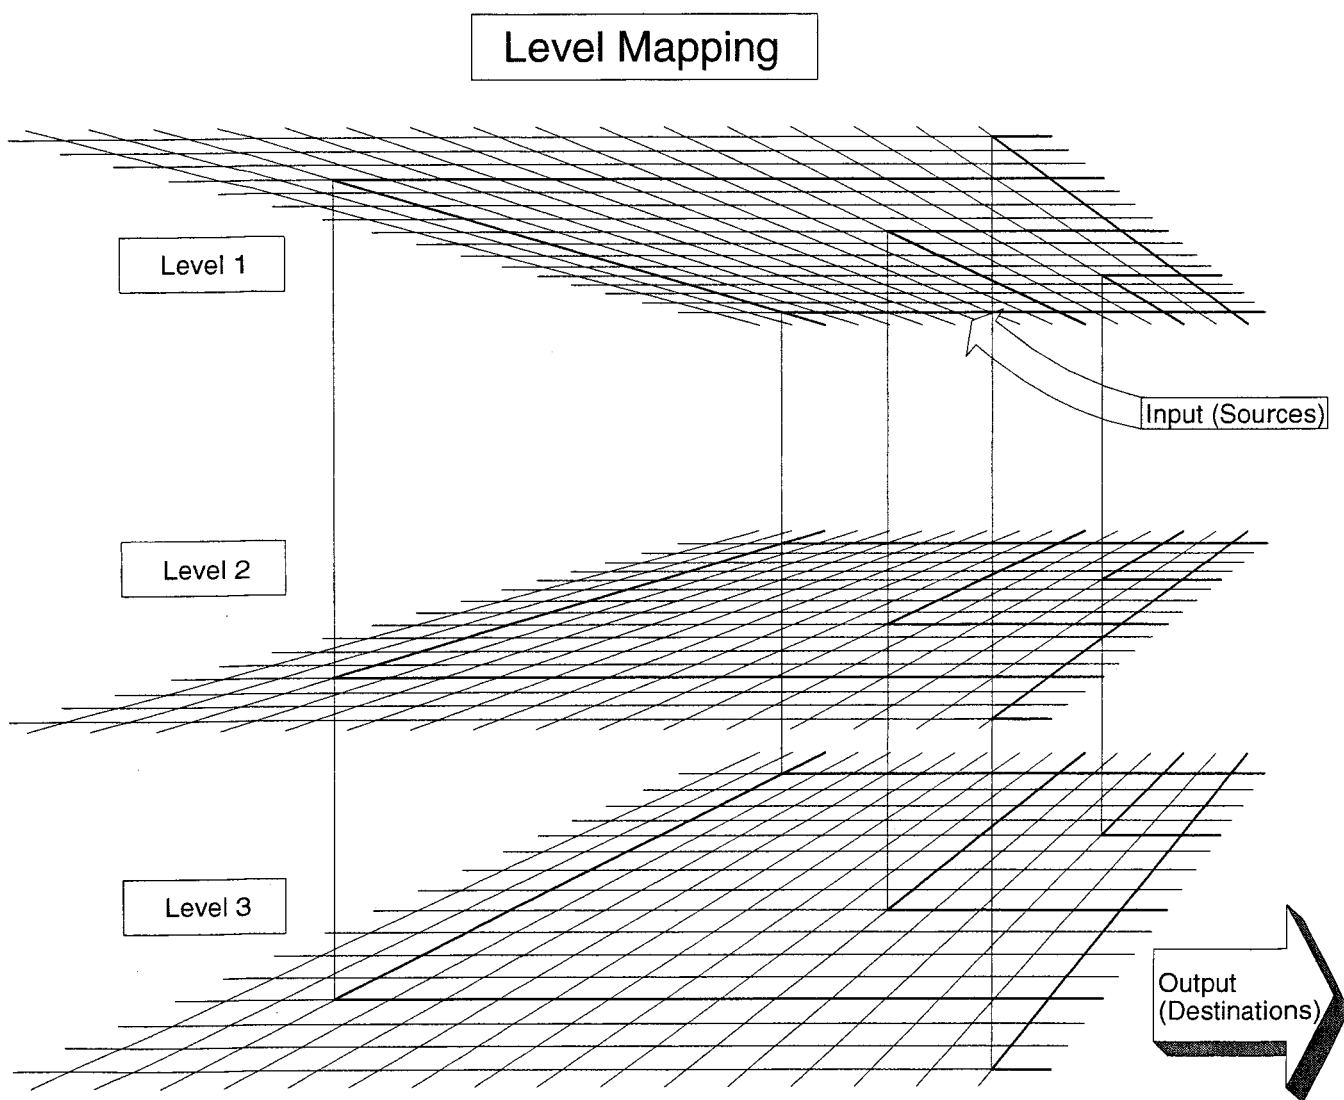 Level Mapping
Level 1
Input (Sources)
Level 2
Level 3
Output
(Destinations)